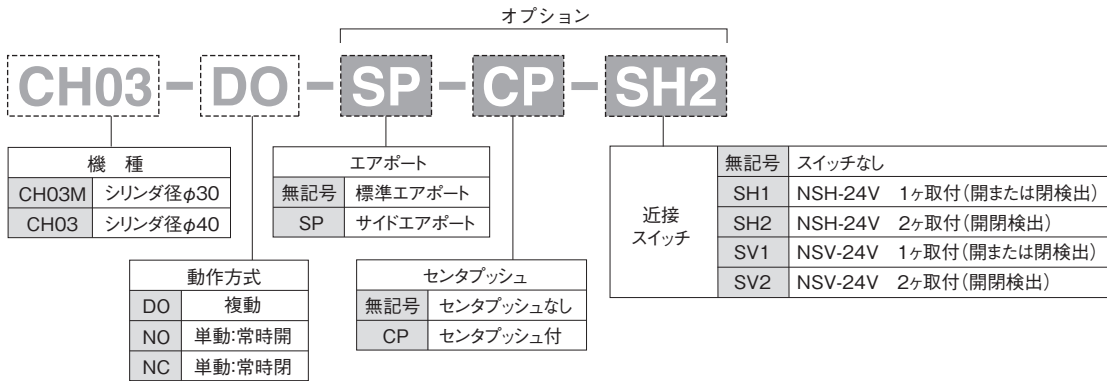 オプション
CH03-DO-SP-CP-SH2
機 種
CH03M シリンダ径φ30
CH03 シリンダ径φ40
動作方式
DO 複動
NO 単動:常時開
NC 単動:常時閉
エアポート
無記号 標準エアポート
SP サイドエアポート
センタプッシュ
無記号 センタプッシュなし
CP センタプッシュ付
近接
スイッチ
無記号 スイッチなし
SH1 NSH-24V 1ヶ取付(開または閉検出)
SH2 NSH-24V 2ヶ取付(開閉検出)
SV1 NSV-24V 1ヶ取付(開または閉検出)
SV2 NSV-24V 2ヶ取付(開閉検出)